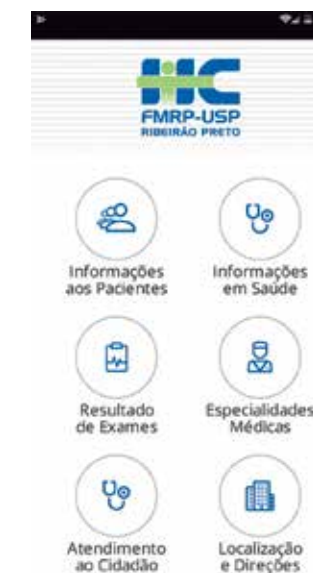 HC
FMRP-USP
RIBEIRÃO PRETO
Informações
aos Pacientes
Informações
em Saúde
Resultado
de Exames
Especialidades
Médicas
Atendimento
ao Cidadão
Localização
e Direções